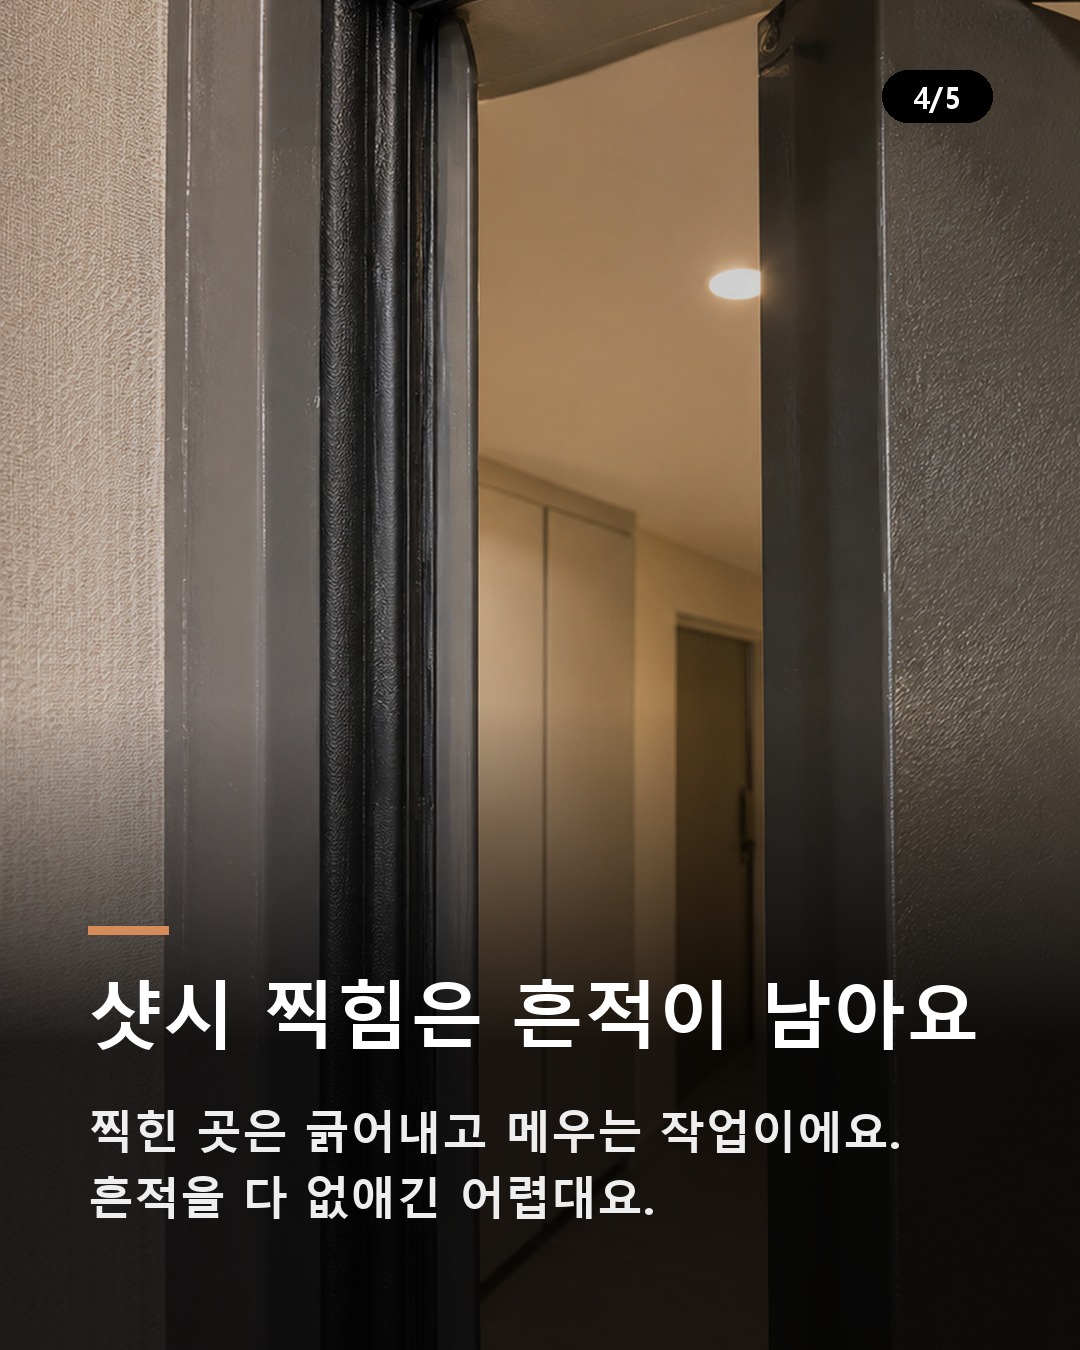 4/5
샷시 찍힘은 흔적이 남아요
찍힌 곳은 긁어내고 메우는 작업이에요.
흔적을 다 없애긴 어렵대요.